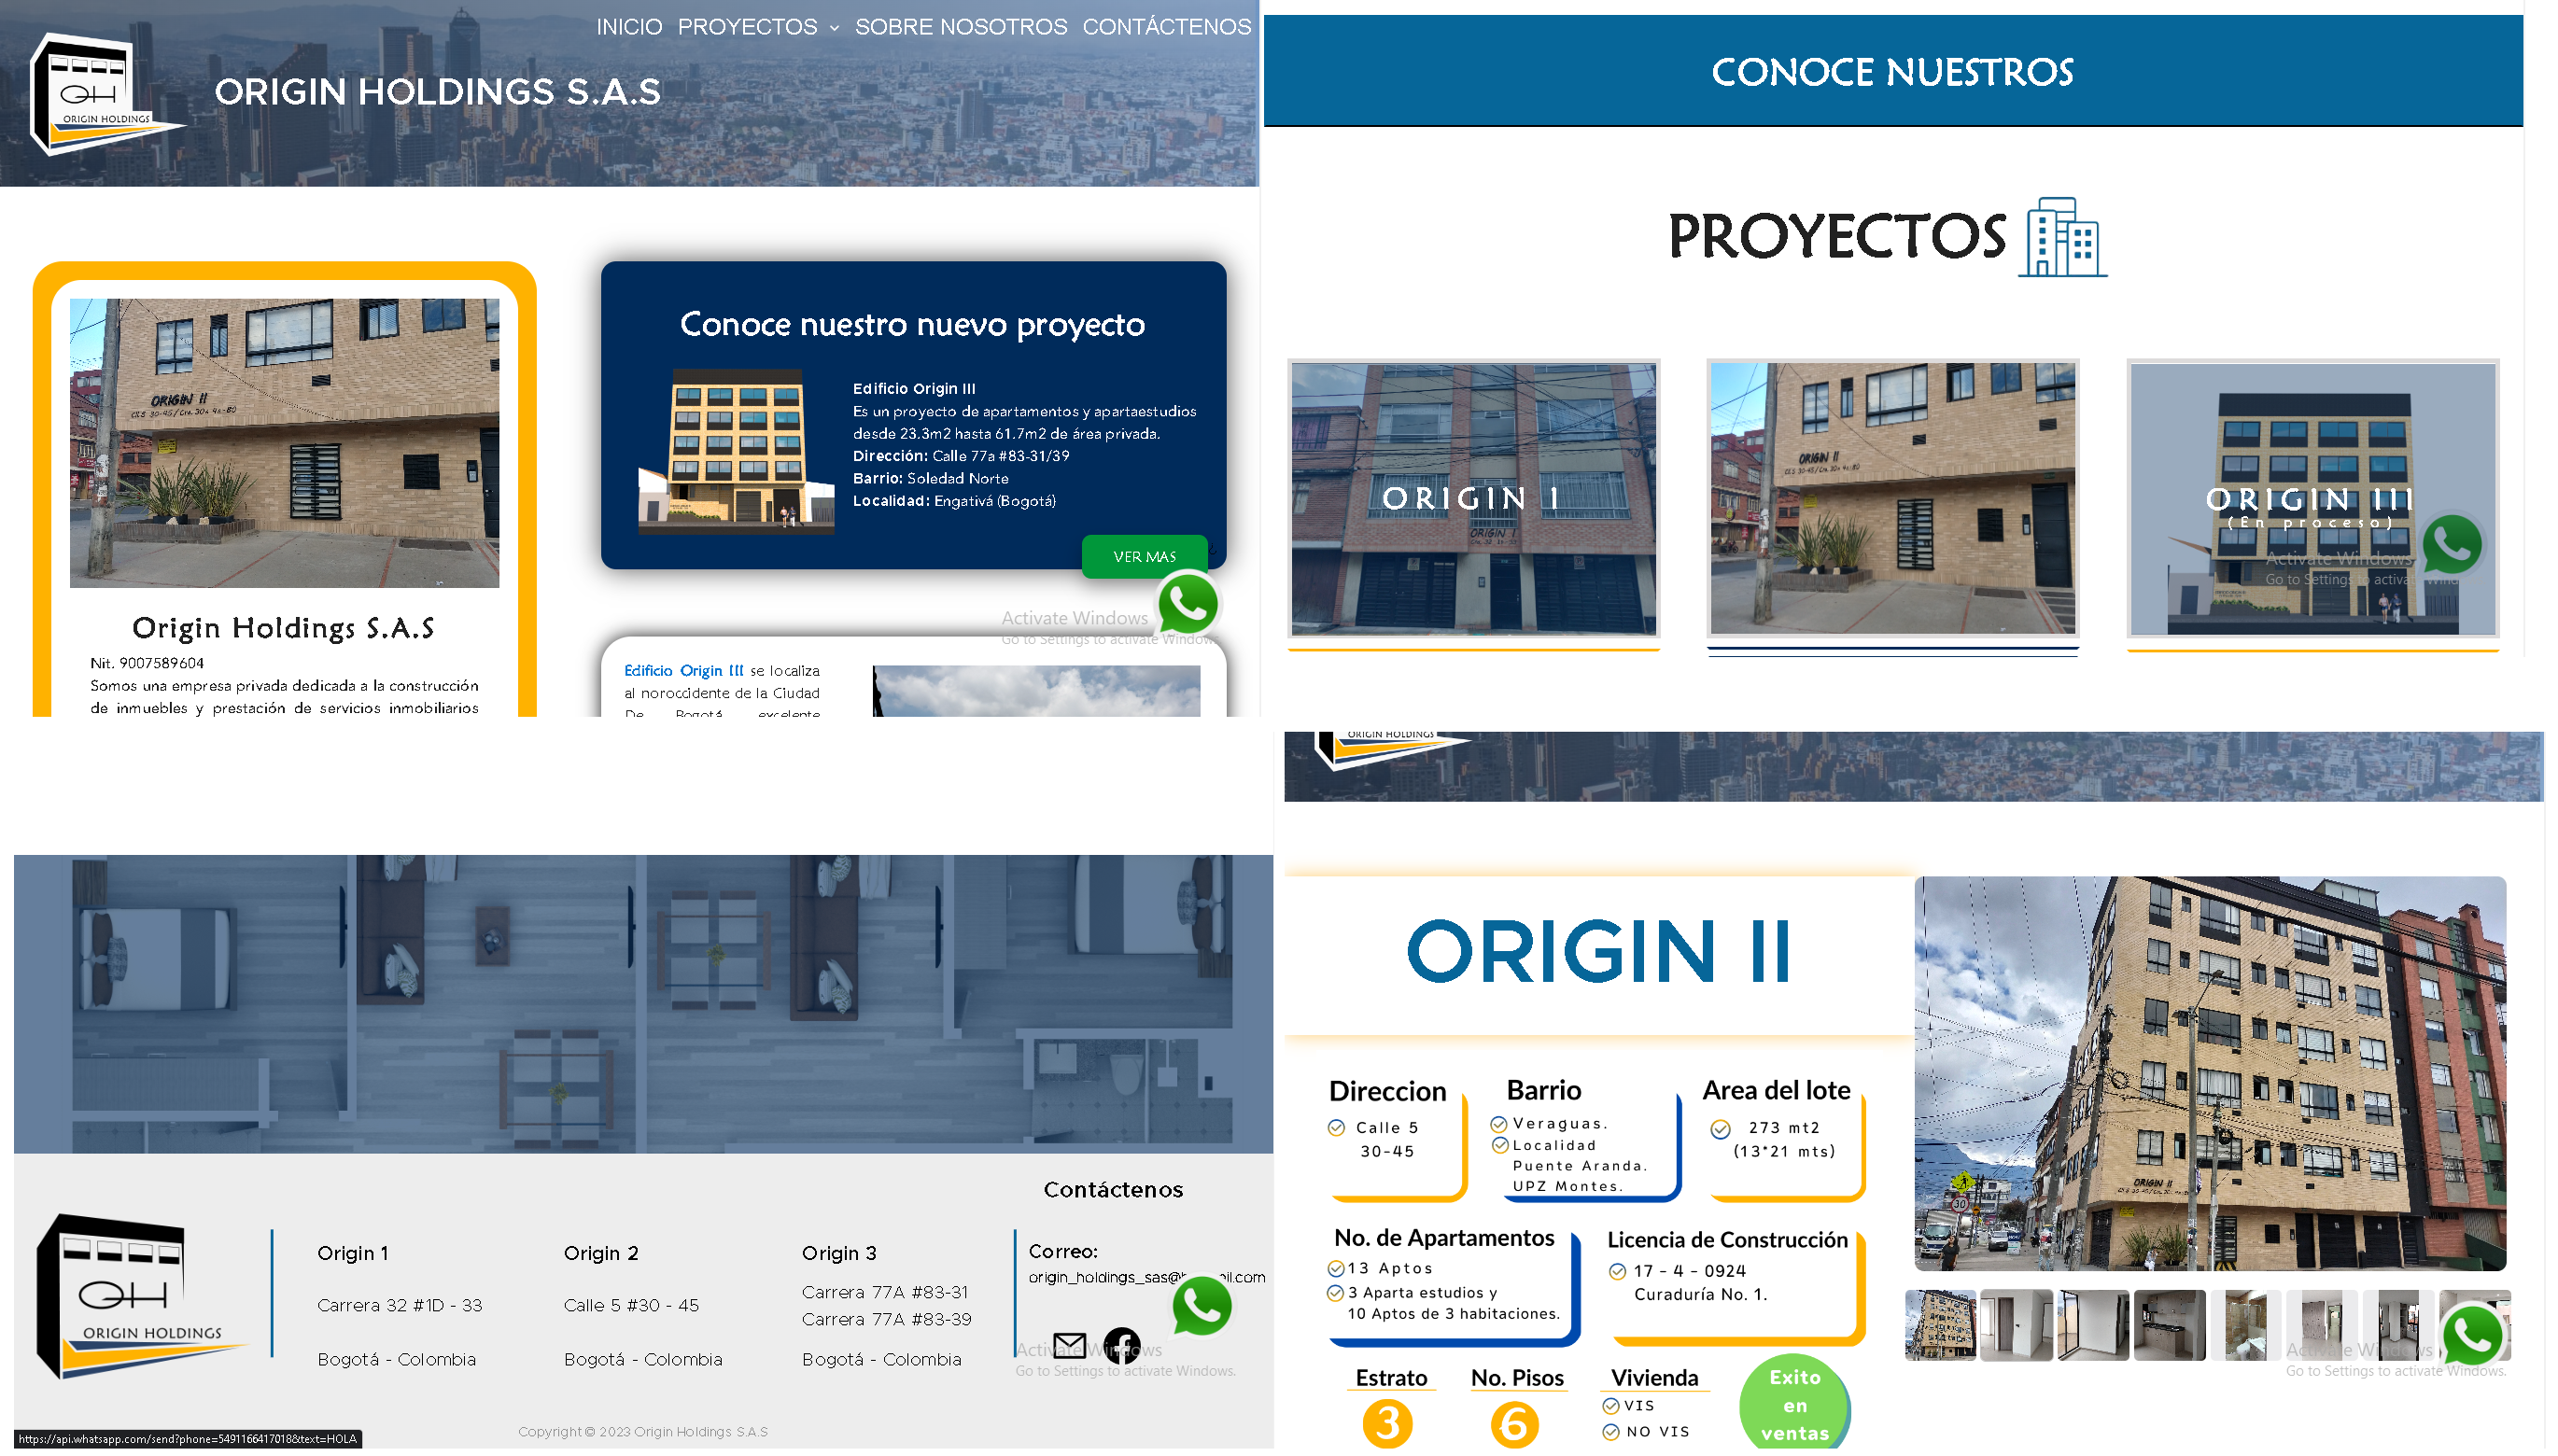 INICIO PROYECTOS SOBRE NOSOTROS CONTÁCTENOS
ORIGIN HOLDINGS
ORIGIN HOLDINGS S.A.S
ORIGIN II
Origin Holdings S.A.S
Nit. 9007589604
Somos una empresa privada dedicada a la construcción
de inmuebles y prestación de servicios inmobiliarios
Conoce nuestro nuevo proyecto
Edificio Origin III
Es un proyecto de apartamentos y apartaestudios
desde 23.3m2 hasta 61.7m2 de área privada.
Dirección: Calle 77a #83-31/39
Barrio: Soledad Norte
Localidad: Engativá (Bogotá)
VER MAS
Activate Windows
Go to Settings to activate Windows.
Edificio Origin III se localiza
al noroccidente de la Ciudad
De Bogotá, excelente
CONOCE NUESTROS
PROYECTOS
ORIGIN I
ORIGIN I
ORIGIN II
ORIGIN III
(En proceso)
Activate Windows
Go to Settings to activate Wind
ORIGIN HOLDINGS
Contáctenos
Origin 1
Carrera 32 #1D - 33
Bogotá - Colombia
Origin 2
Calle 5 #30 - 45
Bogotá - Colombia
Origin 3
Carrera 77A #83-31
Carrera 77A #83-39
Bogotá - Colombia
Correo:
Activate Windows
Go to Settings to activate Windows.
Copyright © 2023 Origin Holdings S.A.S
https://api.whatsapp.com/send?phone=5491166417018&text=HOLA
ORIGIN HOLDINGS
ORIGIN II
Direccion
Calle 5
30-45
Barrio
Veraguas.
Localidad
Puente Aranda.
UPZ Montes.
Area del lote
273 mt2
(13*21 mts)
No. de Apartamentos
13 Aptos
3 Aparta estudios y
10 Aptos de 3 habitaciones.
Licencia de Construcción
17 - 4 - 0924
Curaduría No. 1.
Estrato
3
No. Pisos
6
Vivienda
VIS
NO VIS
Exito
en
ventas
ORIGIN II
30
Activate Windows
Go to Settings to activate Windows.